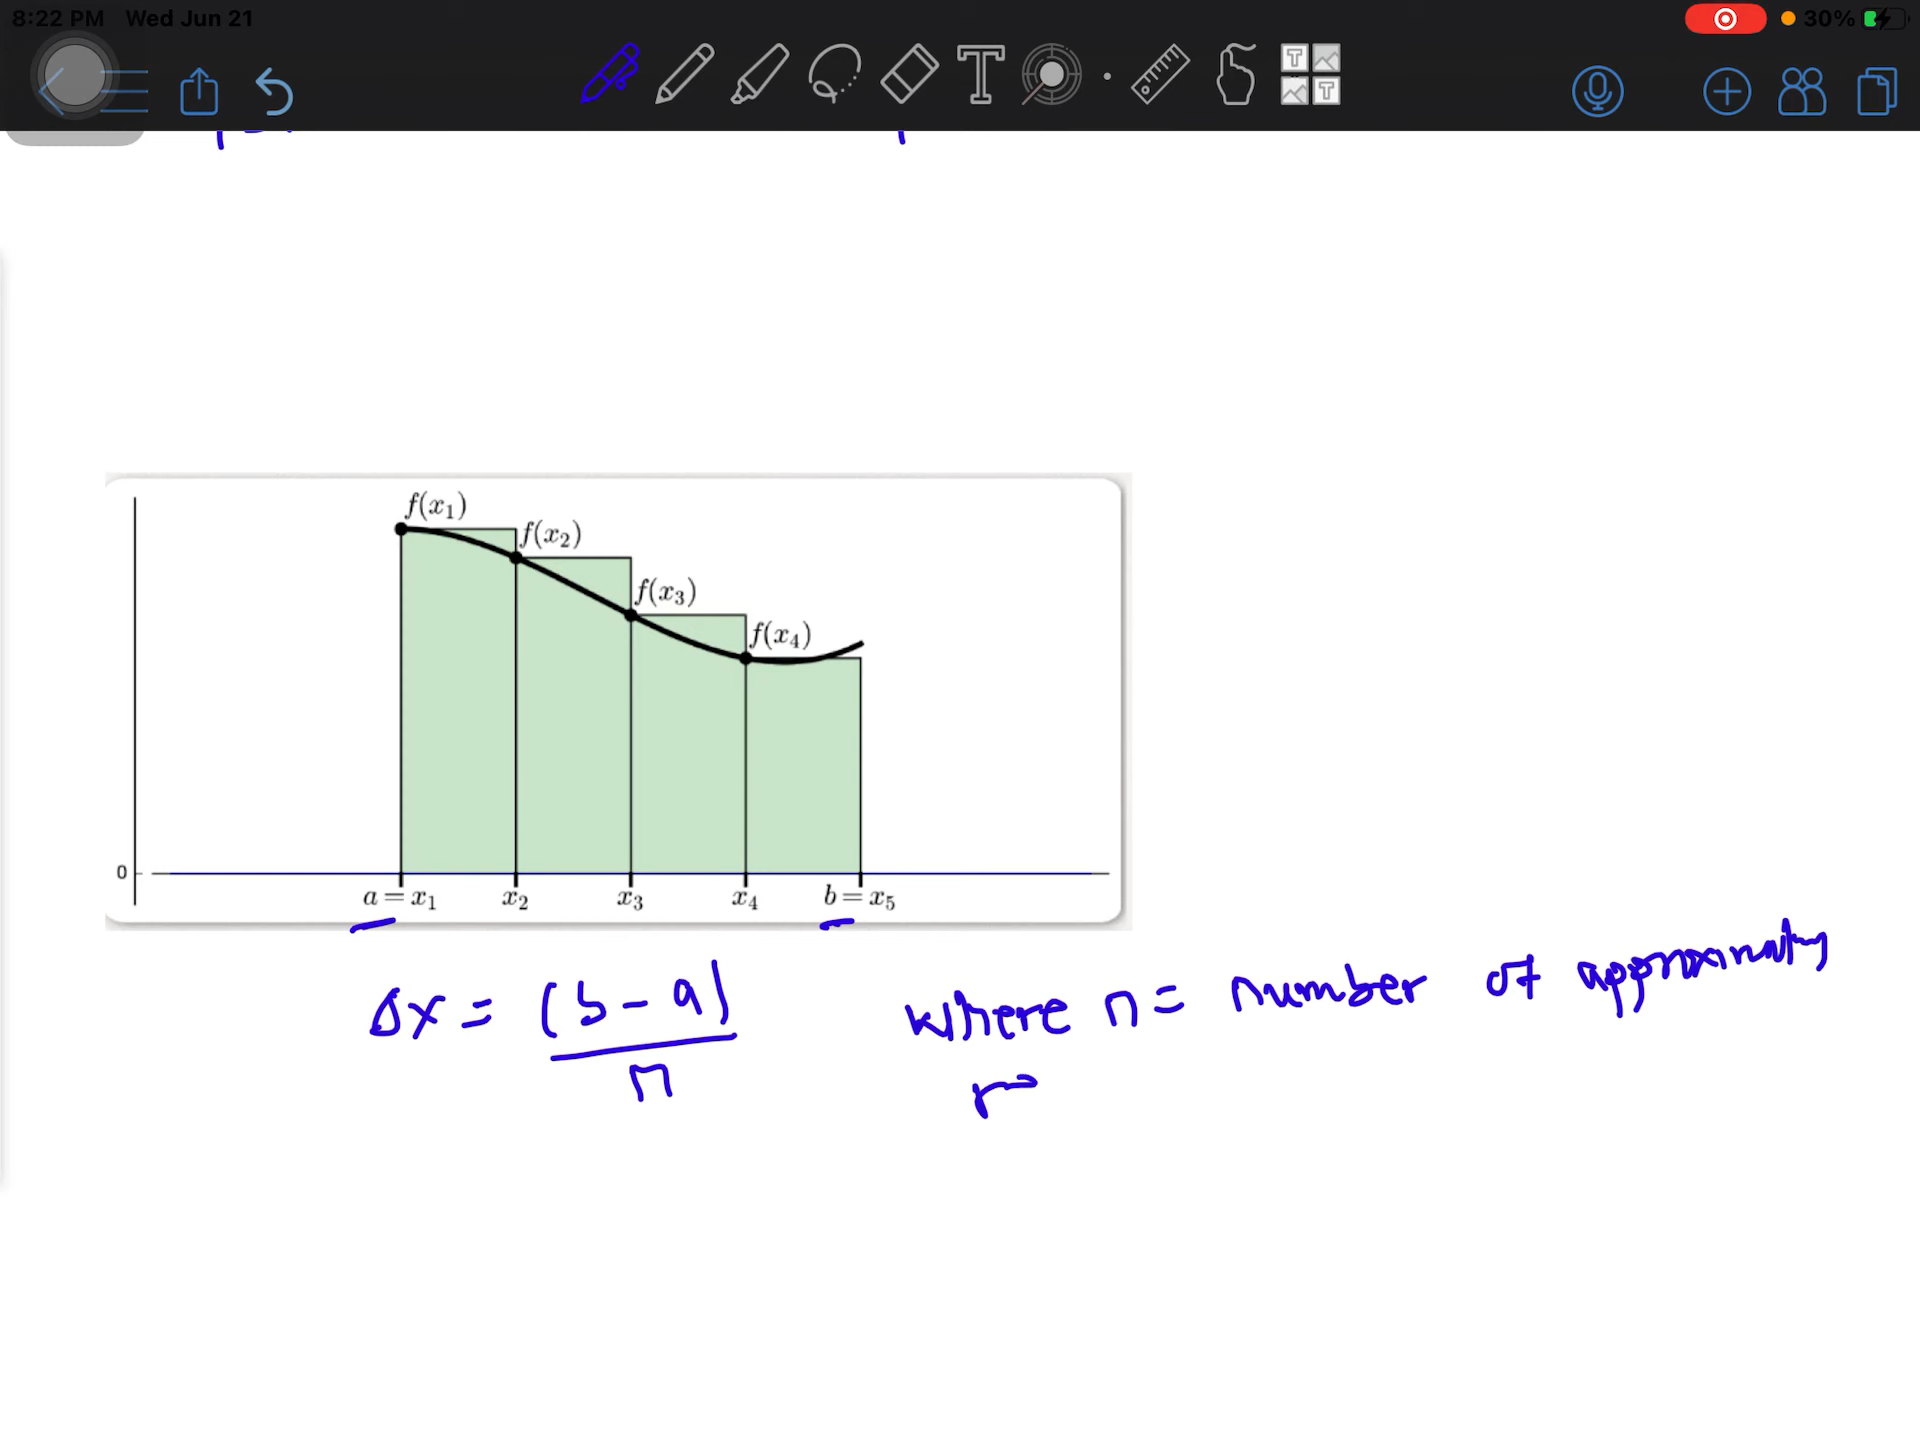 8:22 PM Wed Jun 21
30%
f(x₁)
f(x₂)
f(x₃)
f(x₄)
0
a = x₁ x₂ x₃ x₄ b = x₅
Δx = (b - a) / n
where n = number of approximating